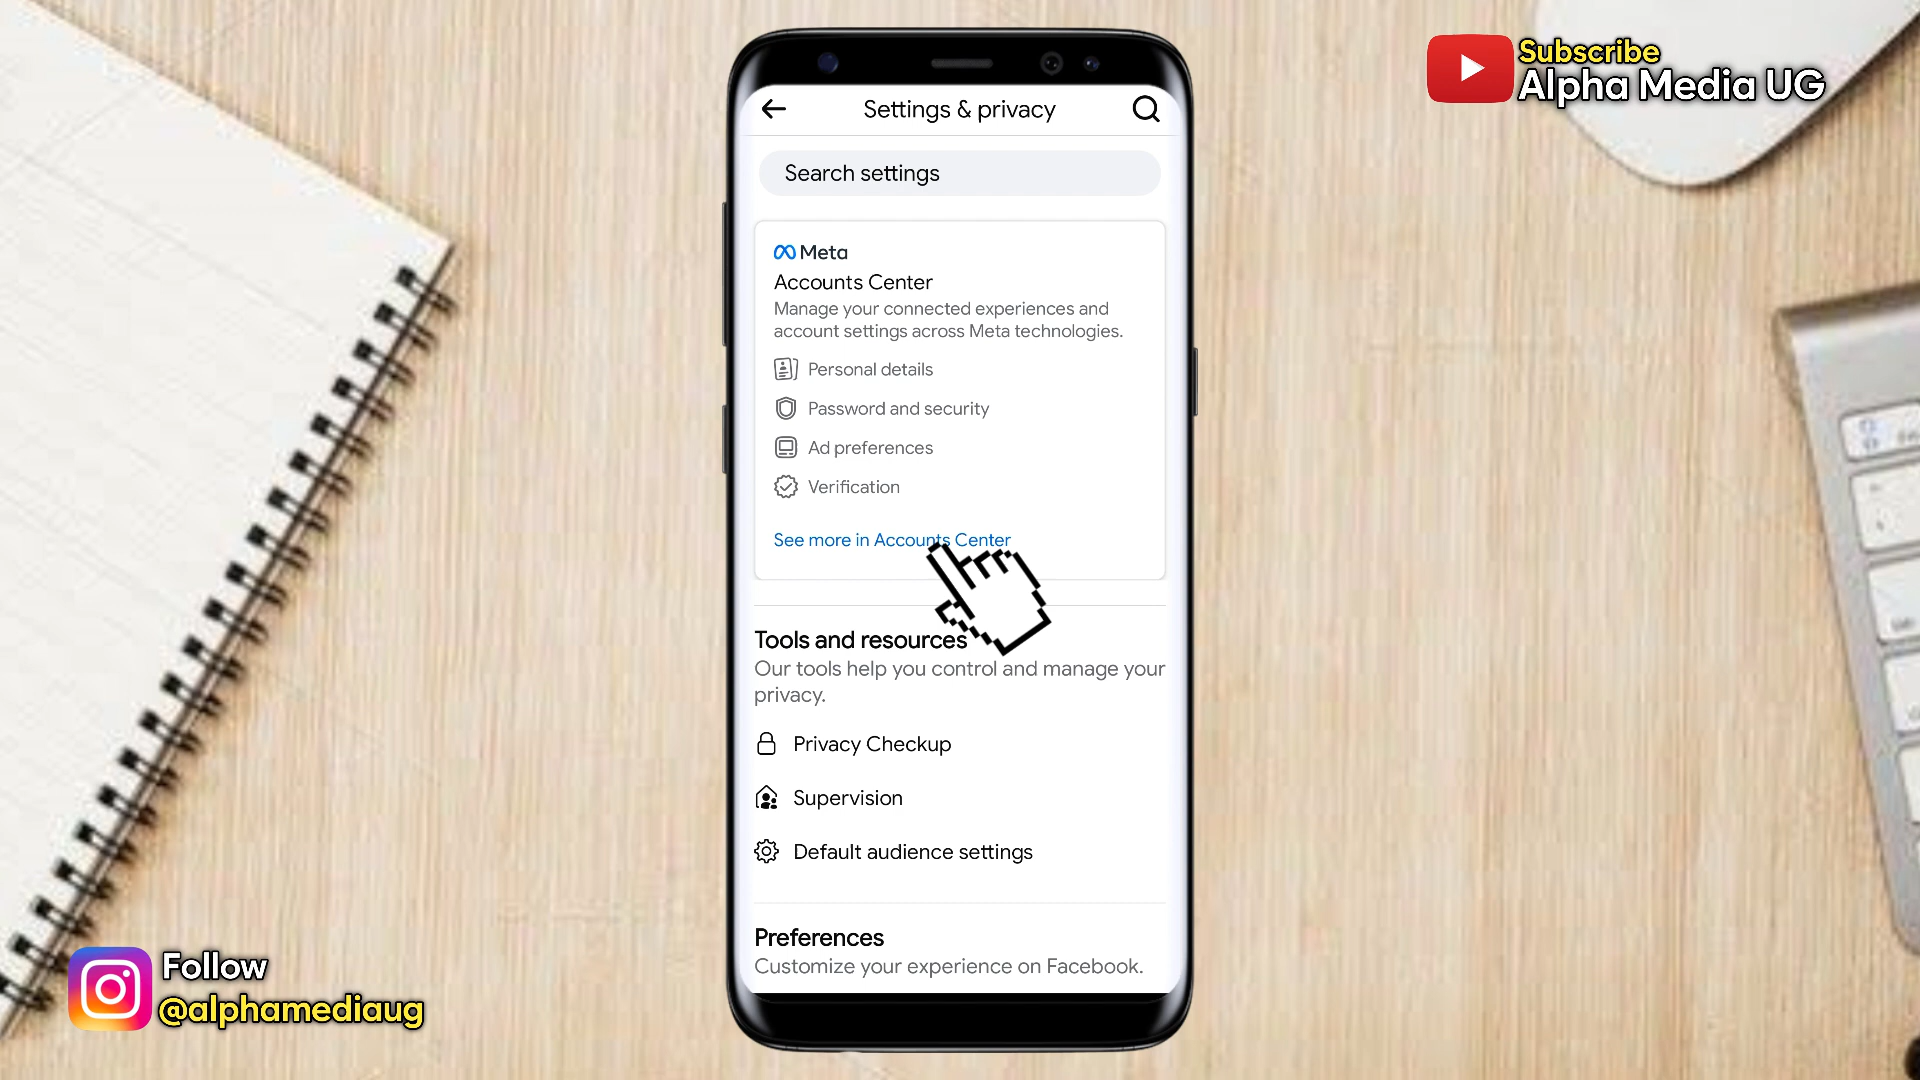 Subscribe
Alpha Media UG
Settings & privacy
Search settings
Meta
Accounts Center
Manage your connected experiences and
account settings across Meta technologies.
Personal details
Password and security
Ad preferences
Verification
See more in Accounts Center
Tools and resources
Our tools help you control and manage your
privacy.
Privacy Checkup
Supervision
Default audience settings
Preferences
Customize your experience on Facebook.
Follow
@alphamediaug